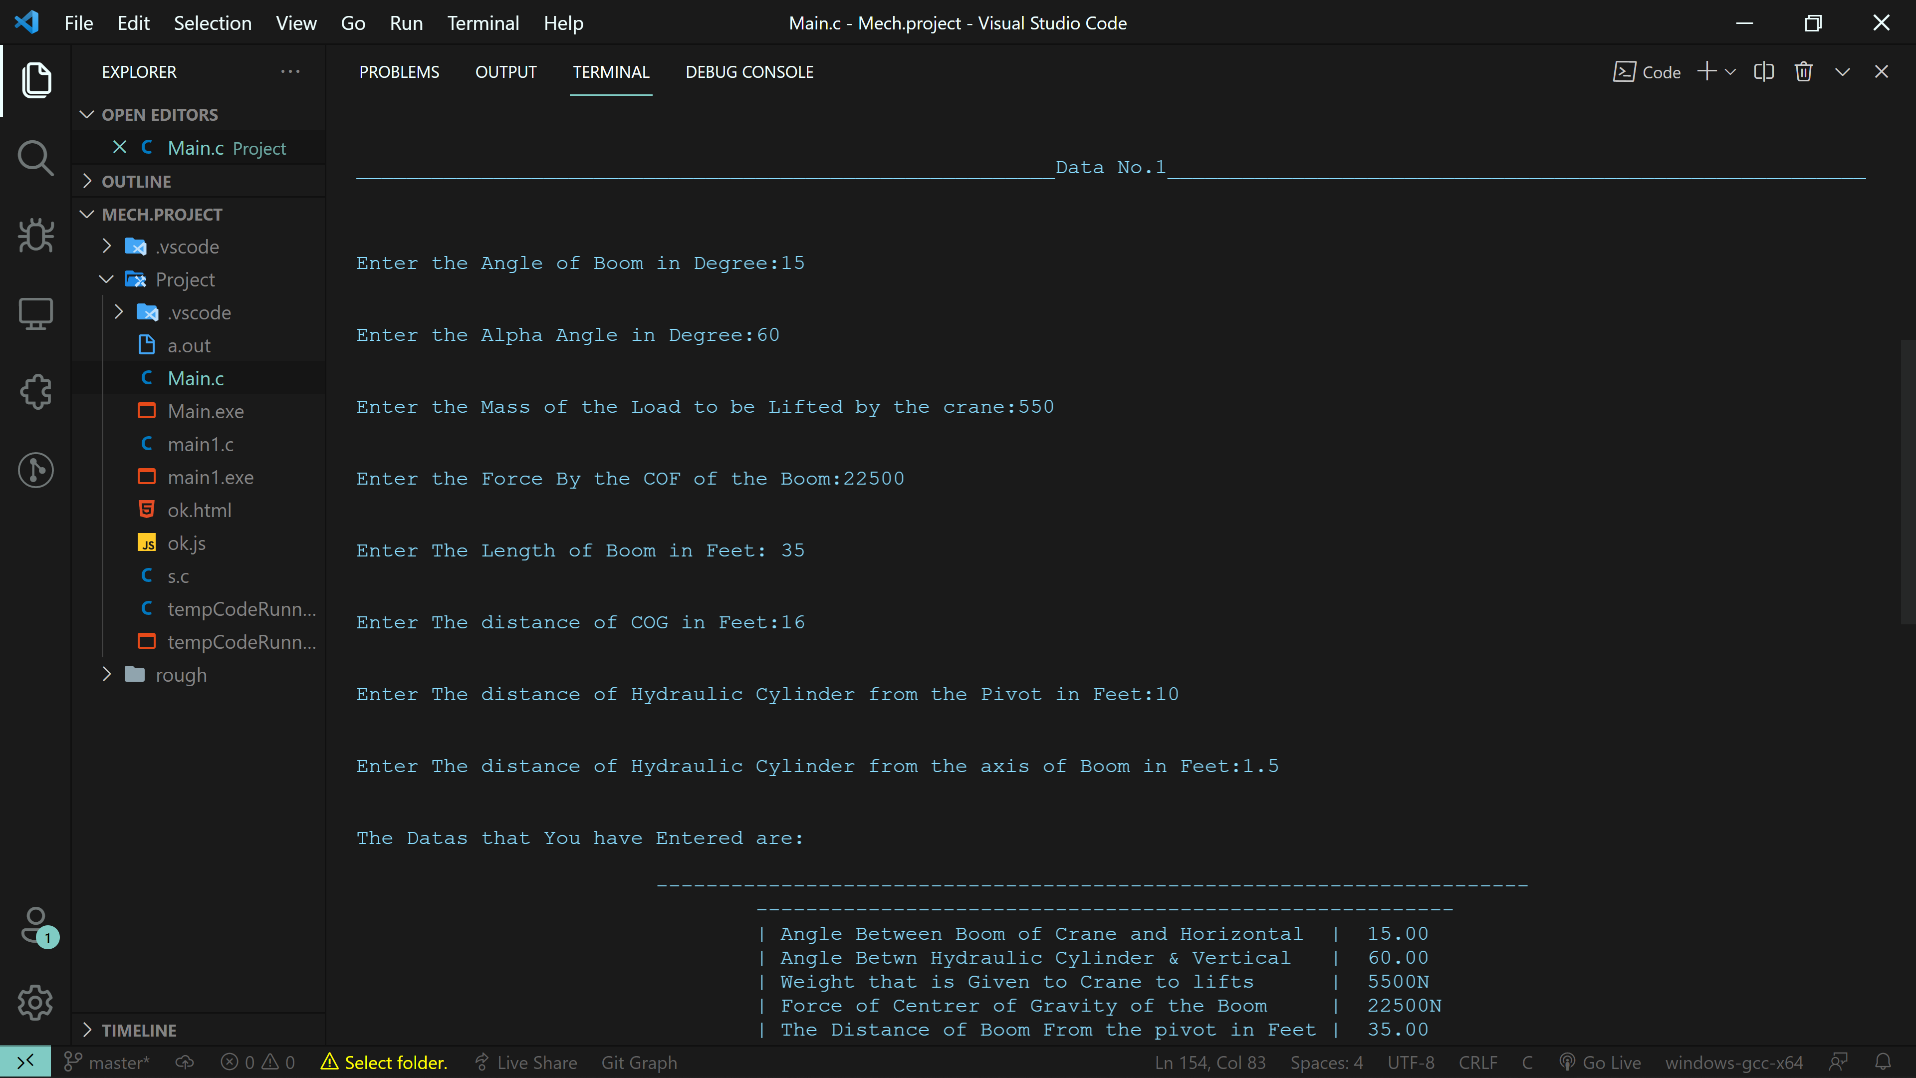 File Edit Selection View Go Run Terminal Help
Main.c - Mech.project - Visual Studio Code
EXPLORER
PROBLEMS OUTPUT TERMINAL DEBUG CONSOLE
Code
OPEN EDITORS
C Main.c Project
OUTLINE
MECH.PROJECT
.vscode
Project
.vscode
a.out
C Main.c
Main.exe
C main1.c
main1.exe
ok.html
JS ok.js
C s.c
C tempCodeRunn...
tempCodeRunn...
rough
TIMELINE
1
Data No.1
Enter the Angle of Boom in Degree:15
Enter the Alpha Angle in Degree:60
Enter the Mass of the Load to be Lifted by the crane:550
Enter the Force By the COF of the Boom:22500
Enter The Length of Boom in Feet: 35
Enter The distance of COG in Feet:16
Enter The distance of Hydraulic Cylinder from the Pivot in Feet:10
Enter The distance of Hydraulic Cylinder from the axis of Boom in Feet:1.5
The Datas that You have Entered are:
| Angle Between Boom of Crane and Horizontal | 15.00
| Angle Betwn Hydraulic Cylinder & Vertical | 60.00
| Weight that is Given to Crane to lifts | 5500N
| Force of Centrer of Gravity of the Boom | 22500N
| The Distance of Boom From the pivot in Feet | 35.00
master* 0 0 Select folder. Live Share Git Graph
Ln 154, Col 83 Spaces: 4 UTF-8 CRLF C Go Live windows-gcc-x64